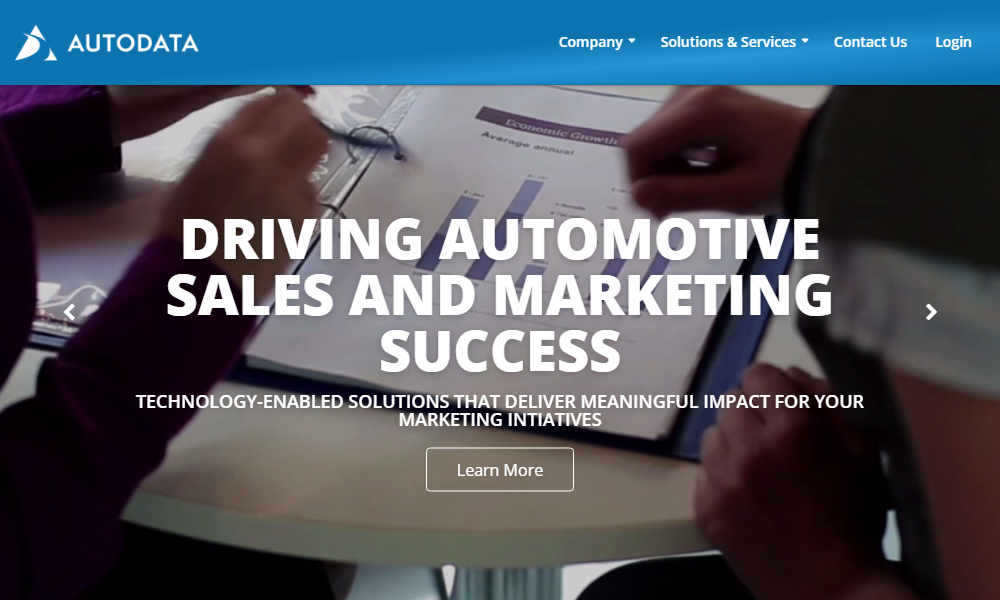 AUTODATA
Company
Solutions & Services
Contact Us
Login
Economic Growth
Average annual
DRIVING AUTOMOTIVE
SALES AND MARKETING
SUCCESS
TECHNOLOGY-ENABLED SOLUTIONS THAT DELIVER MEANINGFUL IMPACT FOR YOUR
MARKETING INTIATIVES
Learn More